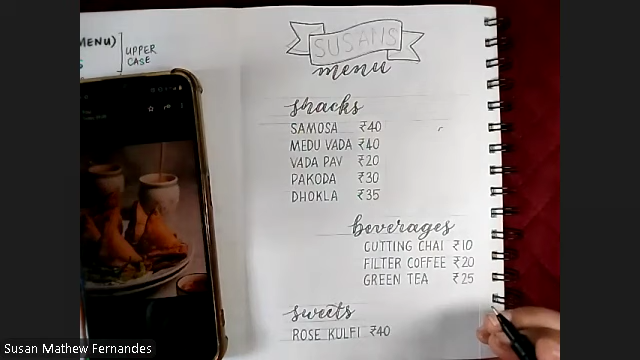 MENU)
S
UPPER
CASE
SUSANS
menu
snacks
SAMOSA ₹40
MEDU VADA ₹40
VADA PAV ₹20
PAKODA ₹30
DHOKLA ₹35
beverages
CUTTING CHAI ₹10
FILTER COFFEE ₹20
GREEN TEA ₹25
sweets
ROSE KULFI ₹40
Susan Mathew Fernandes